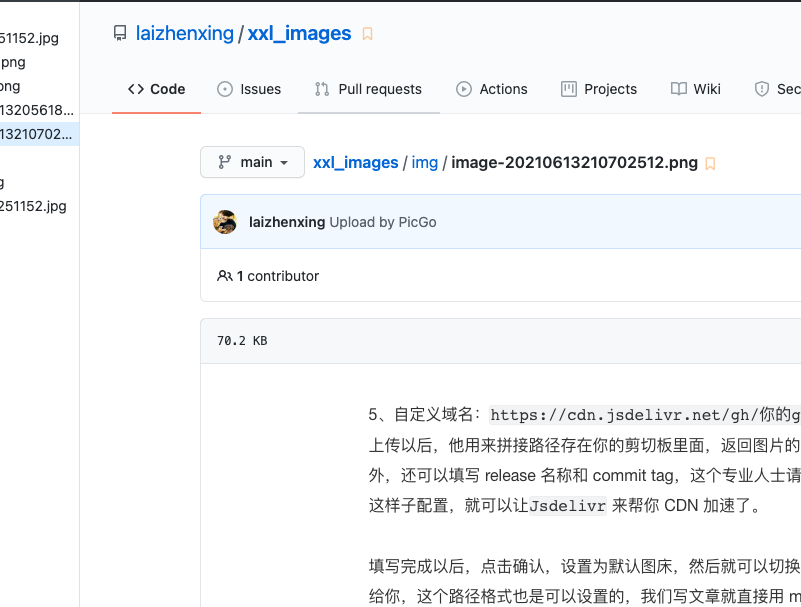 51152.jpg
png
png
13205618...
13210702...
g
251152.jpg
laizhenxing / xxl_images
Code Issues Pull requests Actions Projects Wiki Sec
main xxl_images / img / image-20210613210702512.png
laizhenxing Upload by PicGo
1 contributor
70.2 KB
5、自定义域名：https://cdn.jsdelivr.net/gh/你的g
上传以后，他用来拼接路径存在你的剪切板里面，返回图片的
外，还可以填写 release 名称和 commit tag，这个专业人士请
这样子配置，就可以让Jsdelivr 来帮你 CDN 加速了。
填写完成以后，点击确认，设置为默认图床，然后就可以切换
给你，这个路径格式也是可以设置的，我们写文章就直接用 m